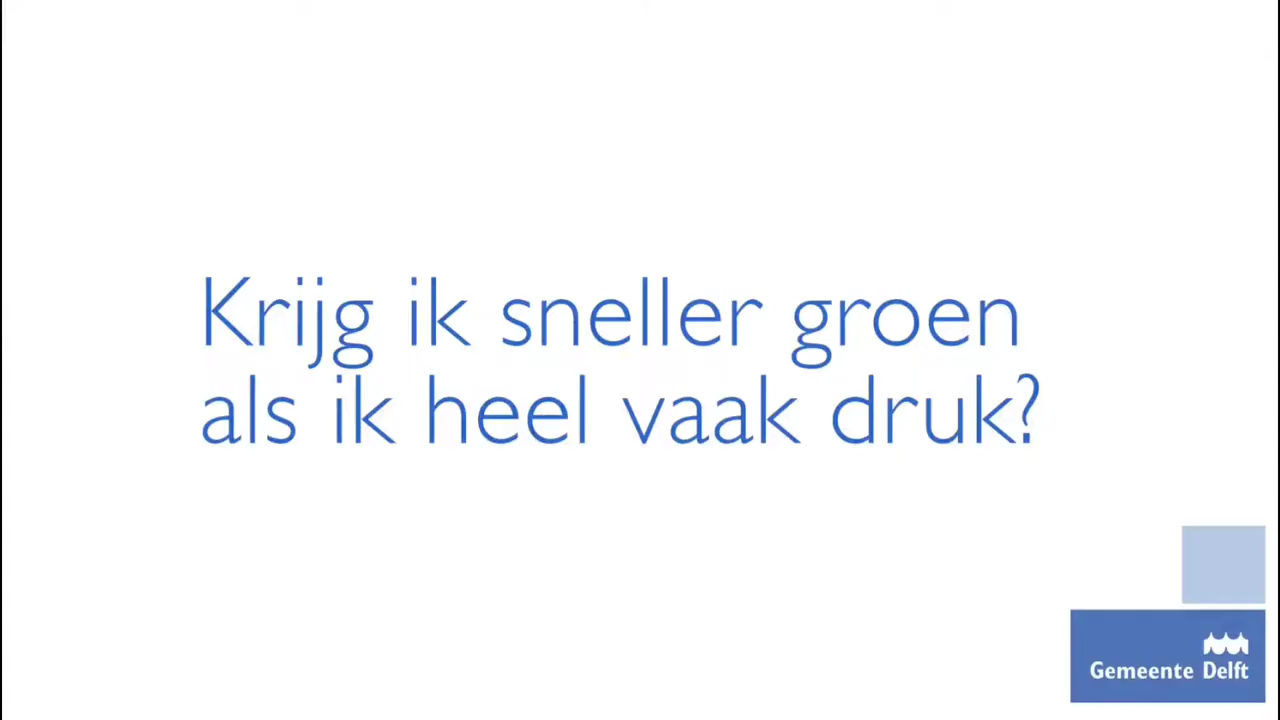 Krijg ik sneller groen
als ik heel vaak druk?
Gemeente Delft